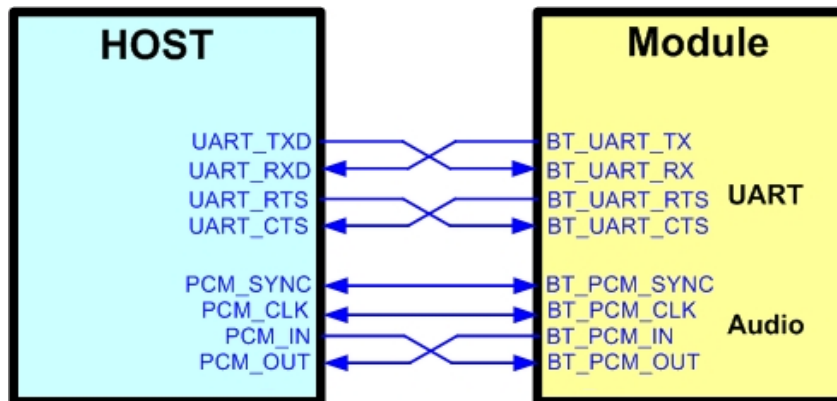 HOST
Module
UART_TXD
BT_UART_TX
UART_RXD
BT_UART_RX
UART_RTS
BT_UART_RTS
UART
UART_CTS
BT_UART_CTS
PCM_SYNC
BT_PCM_SYNC
PCM_CLK
BT_PCM_CLK
Audio
PCM_IN
BT_PCM_IN
PCM_OUT
BT_PCM_OUT